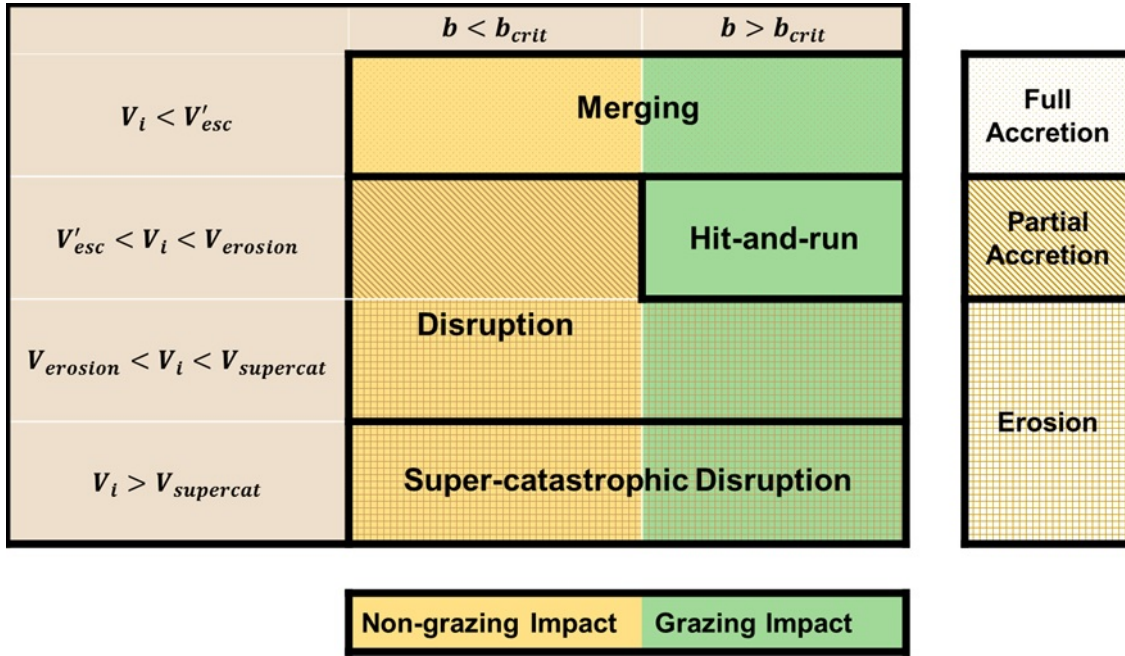 b < b_crit
b > b_crit
V_i < V'_esc
Merging
Full
Accretion
V'_esc < V_i < V_erosion
Hit-and-run
Partial
Accretion
Disruption
V_erosion < V_i < V_supercat
Erosion
V_i > V_supercat
Super-catastrophic Disruption
Non-grazing Impact
Grazing Impact